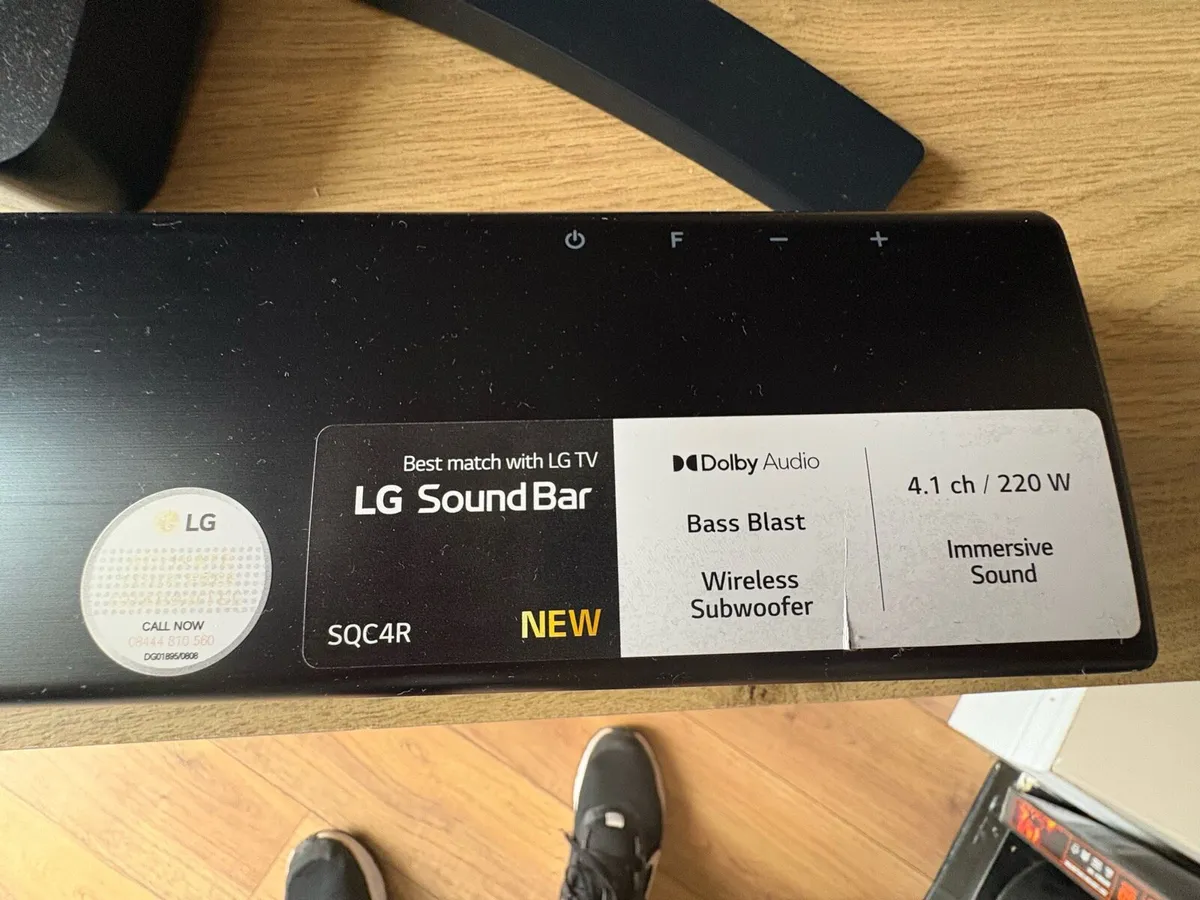 F
− +
LG
CALL NOW
08444 810 560
DG01895/0808
Best match with LG TV
LG Sound Bar
SQC4R
NEW
Dolby Audio
Bass Blast
Wireless
Subwoofer
4.1 ch / 220 W
Immersive
Sound